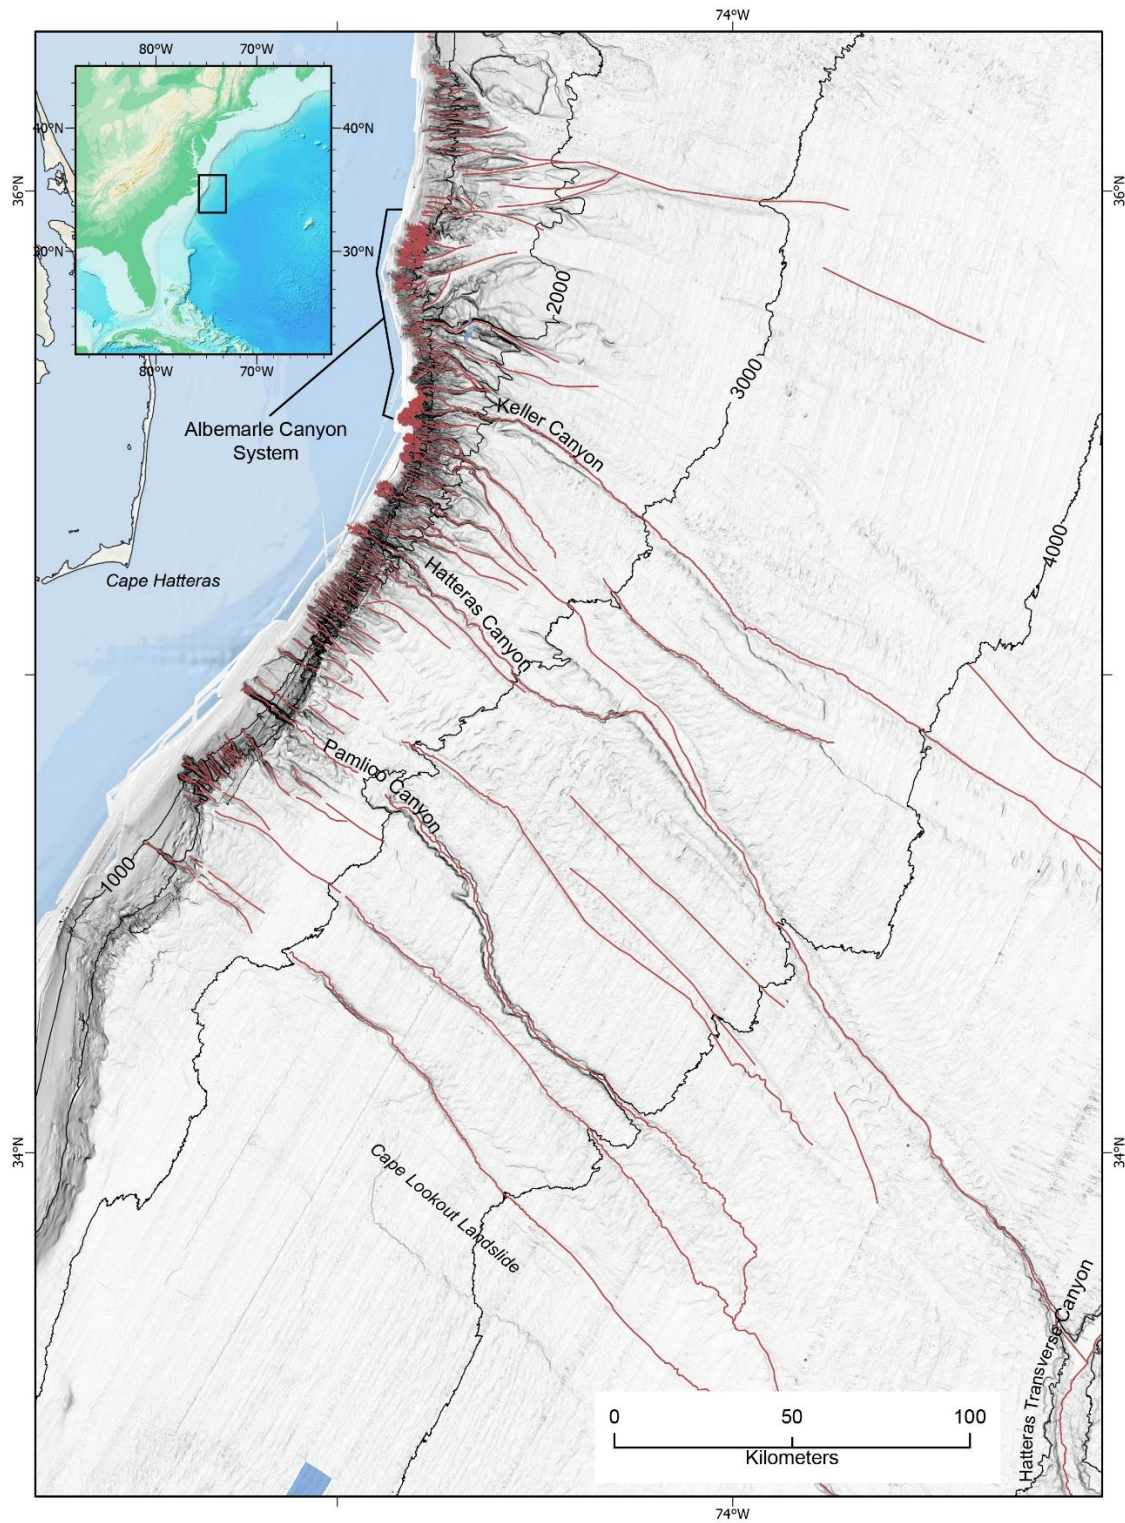 74°W
80°W
70°W
40°N
40°N
36°N
36°N
30°N
30°N
2000
80°W
70°W
3000
Keller Canyon
Albemarle Canyon
System
4000
Cape Hatteras
Hatteras Canyon
Pamlico Canyon
1000
34°N
34°N
Cape Lookout Landslide
Hatteras Transverse Canyon
0
50
100
Kilometers
74°W